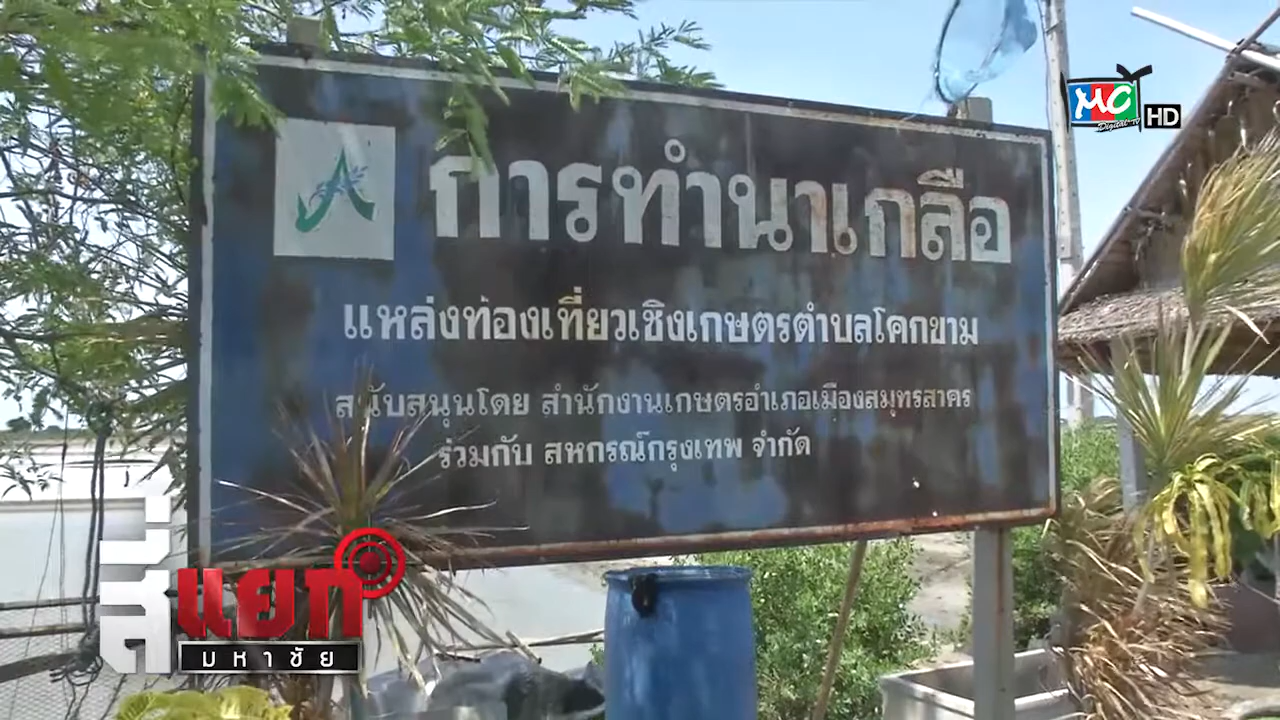 MC
Digital TV
HD
การทำนาเกลือ
แหล่งท่องเที่ยวเชิงเกษตรตำบลโคกขาม
สนับสนุนโดย สำนักงานเกษตรอำเภอเมืองสมุทรสาคร
ร่วมกับ สหกรณ์กรุงเทพ จำกัด
สี่แยก
มหาชัย